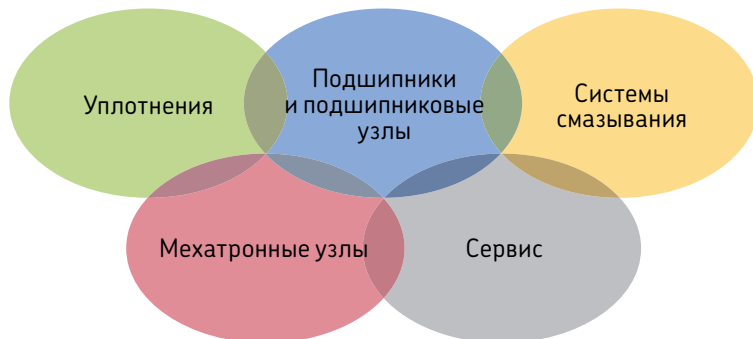 Уплотнения
Подшипники
и подшипниковые
узлы
Системы
смазывания
Мехатронные узлы
Сервис